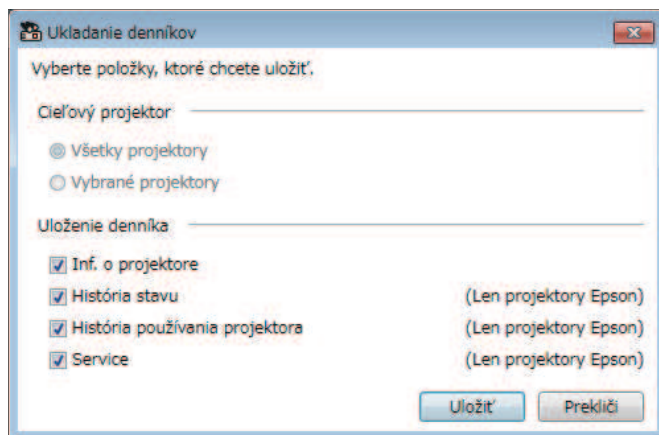 Ukladanie denníkov
Vyberte položky, ktoré chcete uložiť.
Cieľový projektor
Všetky projektory
Vybrané projektory
Uloženie denníka
Inf. o projektore
História stavu (Len projektory Epson)
História používania projektora (Len projektory Epson)
Service (Len projektory Epson)
Uložiť Prekliči